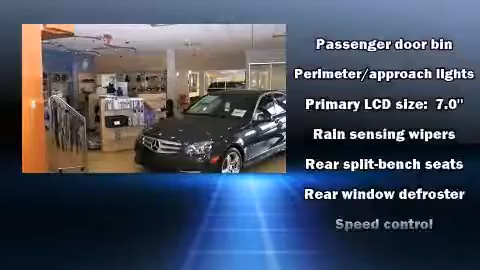 Passenger door bin
Perimeter/approach lights
Primary LCD size:  7.0"
Rain sensing wipers
Rear split-bench seats
Rear window defroster
Speed control